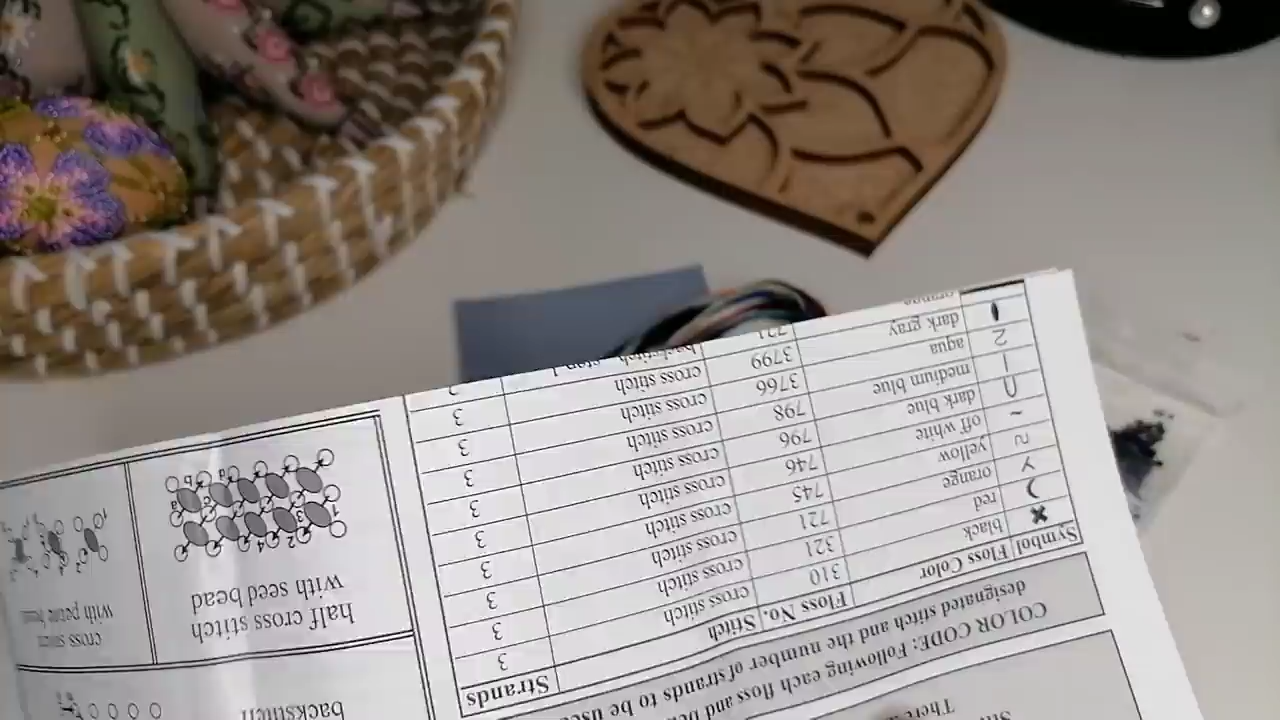 COLOR CODE: Following each floss and
designated stitch and the number of strands to be
Symbol Floss Color Floss No. Stitch Strands
black 310 cross stitch 3
red 321 cross stitch 3
orange 721 cross stitch 3
yellow 745 cross stitch 3
off white 746 cross stitch 3
dark blue 796 cross stitch 3
medium blue 798 cross stitch 3
aqua 3766 cross stitch 3
dark gray 3799 cross stitch 3
orange 721 backstitch
backstitch
half cross stitch
with seed bead
cross stitch